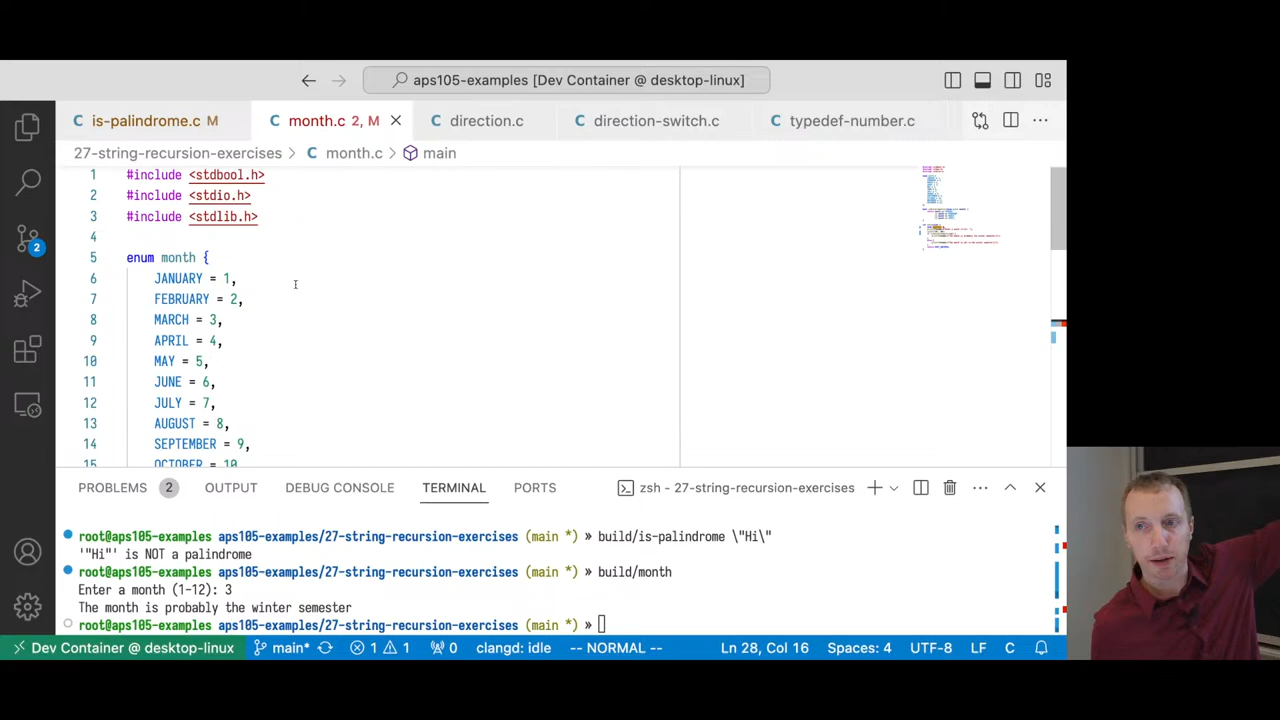 aps105-examples [Dev Container @ desktop-linux]
C is-palindrome.c M
C month.c 2, M
C direction.c
C direction-switch.c
C typedef-number.c
27-string-recursion-exercises > C month.c > main
1 #include <stdbool.h>
2 #include <stdio.h>
3 #include <stdlib.h>
4
5 enum month {
6 JANUARY = 1,
7 FEBRUARY = 2,
8 MARCH = 3,
9 APRIL = 4,
10 MAY = 5,
11 JUNE = 6,
12 JULY = 7,
13 AUGUST = 8,
14 SEPTEMBER = 9,
15 OCTOBER = 10
2
PROBLEMS 2 OUTPUT DEBUG CONSOLE TERMINAL PORTS zsh - 27-string-recursion-exercises
root@aps105-examples aps105-examples/27-string-recursion-exercises (main *) » build/is-palindrome \"Hi\"
'"Hi"' is NOT a palindrome
root@aps105-examples aps105-examples/27-string-recursion-exercises (main *) » build/month
Enter a month (1-12): 3
The month is probably the winter semester
root@aps105-examples aps105-examples/27-string-recursion-exercises (main *) »
Dev Container @ desktop-linux main* 1 1 0 clangd: idle -- NORMAL -- Ln 28, Col 16 Spaces: 4 UTF-8 LF C